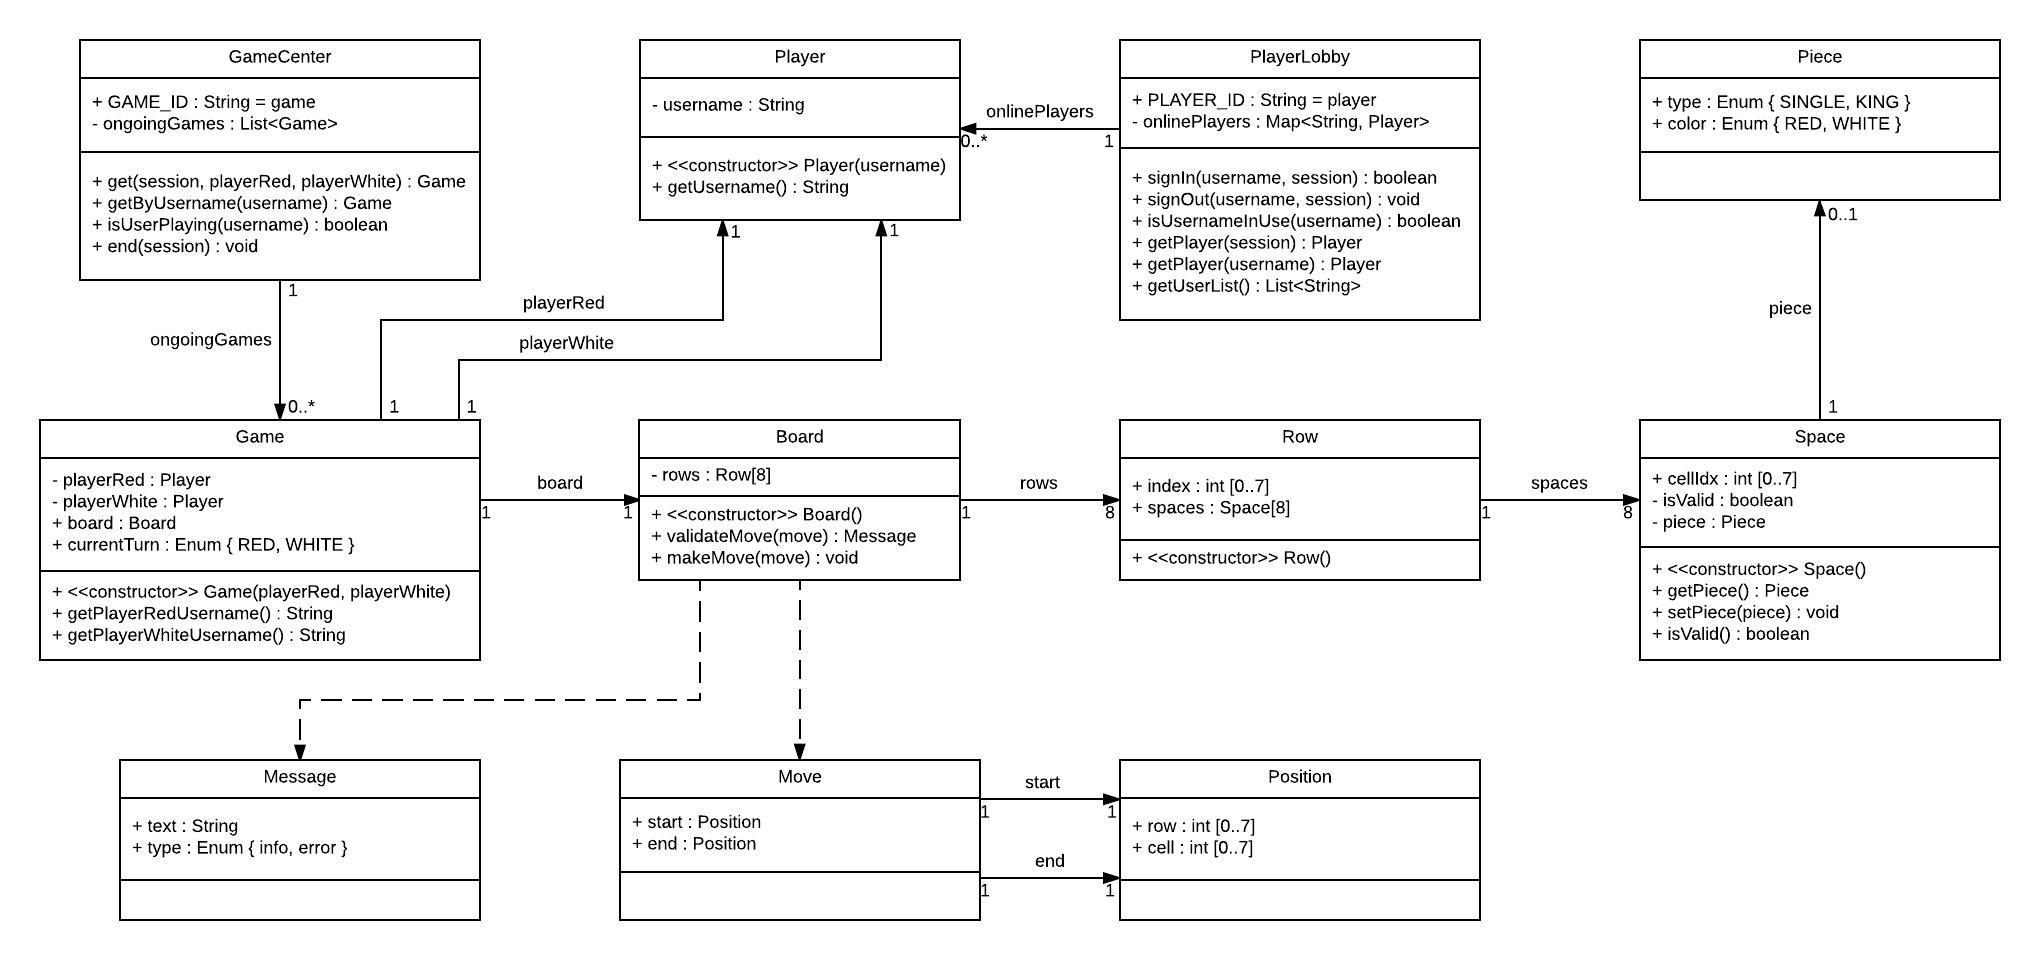 GameCenter
+ GAME_ID : String = game
- ongoingGames : List<Game>
+ get(session, playerRed, playerWhite) : Game
+ getByUsername(username) : Game
+ isUserPlaying(username) : boolean
+ end(session) : void
Player
- username : String
+ <<constructor>> Player(username)
+ getUsername() : String
onlinePlayers
0..*
1
PlayerLobby
+ PLAYER_ID : String = player
- onlinePlayers : Map<String, Player>
+ signIn(username, session) : boolean
+ signOut(username, session) : void
+ isUsernameInUse(username) : boolean
+ getPlayer(session) : Player
+ getPlayer(username) : Player
+ getUserList() : List<String>
Piece
+ type : Enum { SINGLE, KING }
+ color : Enum { RED, WHITE }
1
ongoingGames
0..*
1
playerRed
1
1
playerWhite
1
0..1
piece
1
Game
- playerRed : Player
- playerWhite : Player
+ board : Board
+ currentTurn : Enum { RED, WHITE }
+ <<constructor>> Game(playerRed, playerWhite)
+ getPlayerRedUsername() : String
+ getPlayerWhiteUsername() : String
board
1
1
Board
- rows : Row[8]
+ <<constructor>> Board()
+ validateMove(move) : Message
+ makeMove(move) : void
rows
1
8
Row
+ index : int [0..7]
+ spaces : Space[8]
+ <<constructor>> Row()
spaces
1
8
Space
+ cellIdx : int [0..7]
- isValid : boolean
- piece : Piece
+ <<constructor>> Space()
+ getPiece() : Piece
+ setPiece(piece) : void
+ isValid() : boolean
Message
+ text : String
+ type : Enum { info, error }
Move
+ start : Position
+ end : Position
start
1
1
end
1
1
Position
+ row : int [0..7]
+ cell : int [0..7]